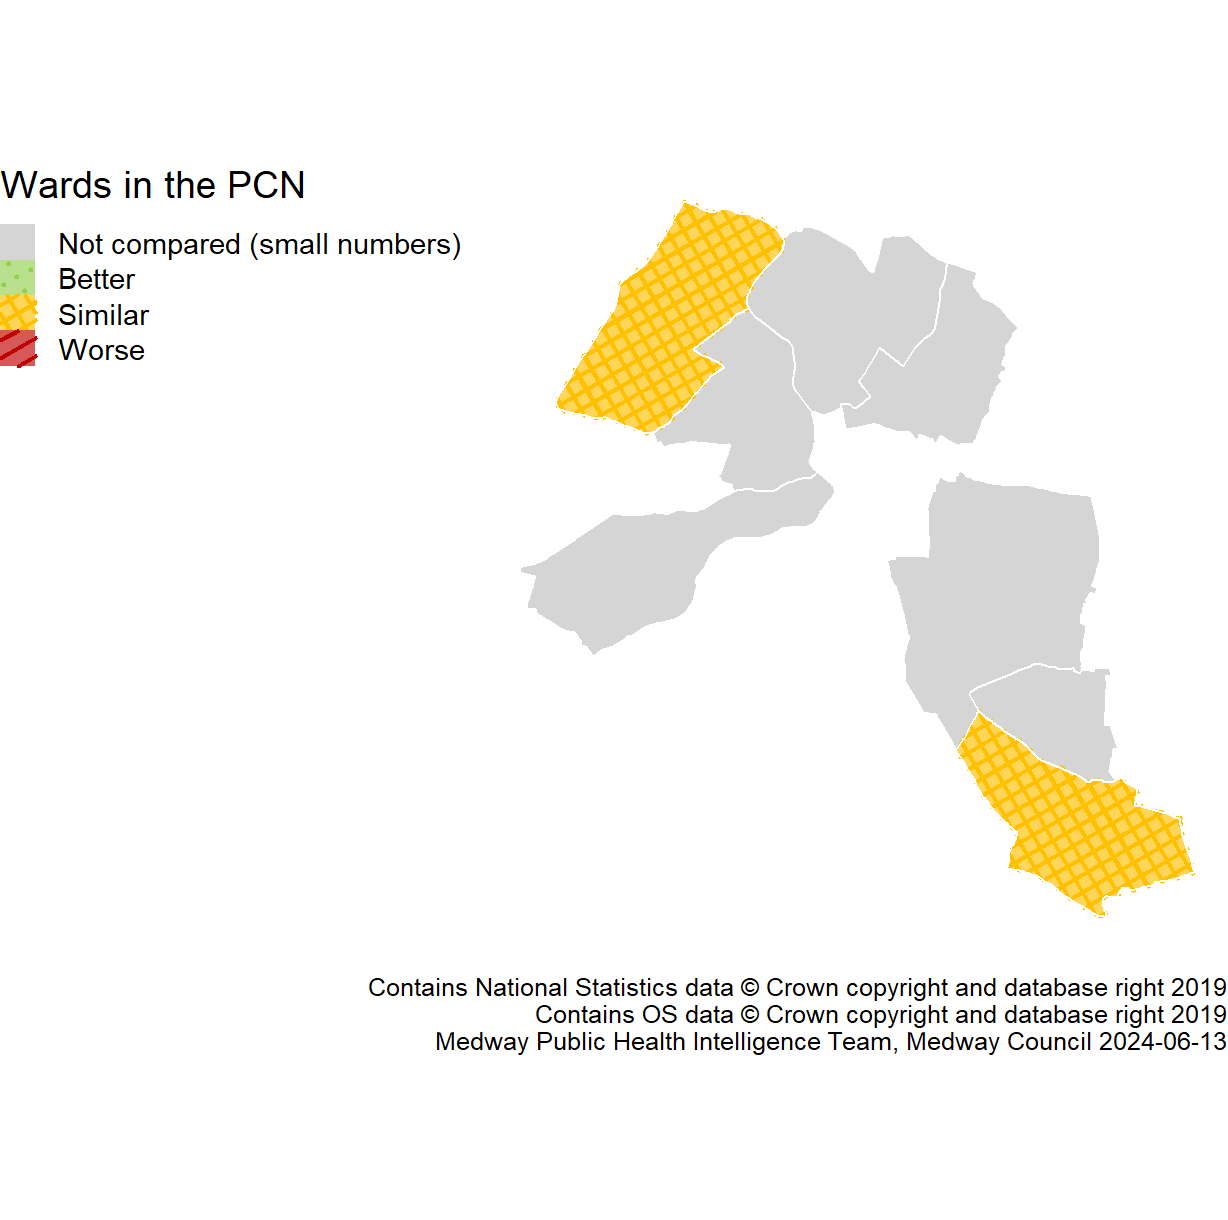 Wards in the PCN
Not compared (small numbers)
Better
Similar
Worse
Contains National Statistics data © Crown copyright and database right 2019
Contains OS data © Crown copyright and database right 2019
Medway Public Health Intelligence Team, Medway Council 2024-06-13